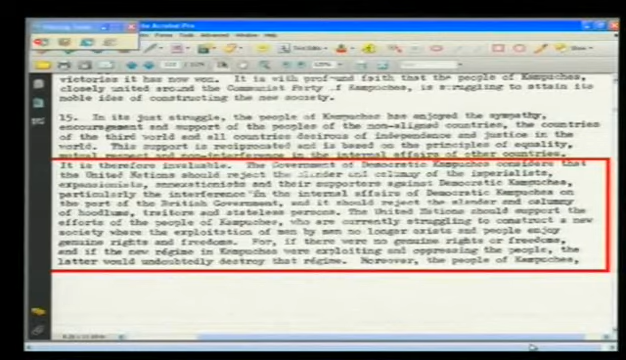 victories it has now won. It is with profound faith that the people of Kampuchea,
closely united around the Communist Party of Kampuchea, is struggling to attain its
noble idea of constructing the new society.
15. In its just struggle, the people of Kampuchea has enjoyed the sympathy,
encouragement and support of the peoples of the non-aligned countries, the countries
of the third world and all countries desirous of independence and justice in the
world. This support is reciprocated and is based on the principles of equality,
mutual respect and non-interference in the internal affairs of other countries.
It is therefore invaluable. The Government of Democratic Kampuchea considers that
the United Nations should reject the slander and calumny of the imperialists,
expansionists, annexationists and their supporters against Democratic Kampuchea,
particularly the interference in the internal affairs of Democratic Kampuchea on
the part of the British Government, and it should reject the slander and calumny
of hoodlums, traitors and stateless persons. The United Nations should support the
efforts of the people of Kampuchea, who are currently struggling to construct a new
society where the exploitation of man by man no longer exists and people enjoy
genuine rights and freedoms. For, if there were no genuine rights or freedoms,
and if the new régime in Kampuchea were exploiting and oppressing the people, the
latter would undoubtedly destroy that régime. Moreover, the people of Kampuchea,